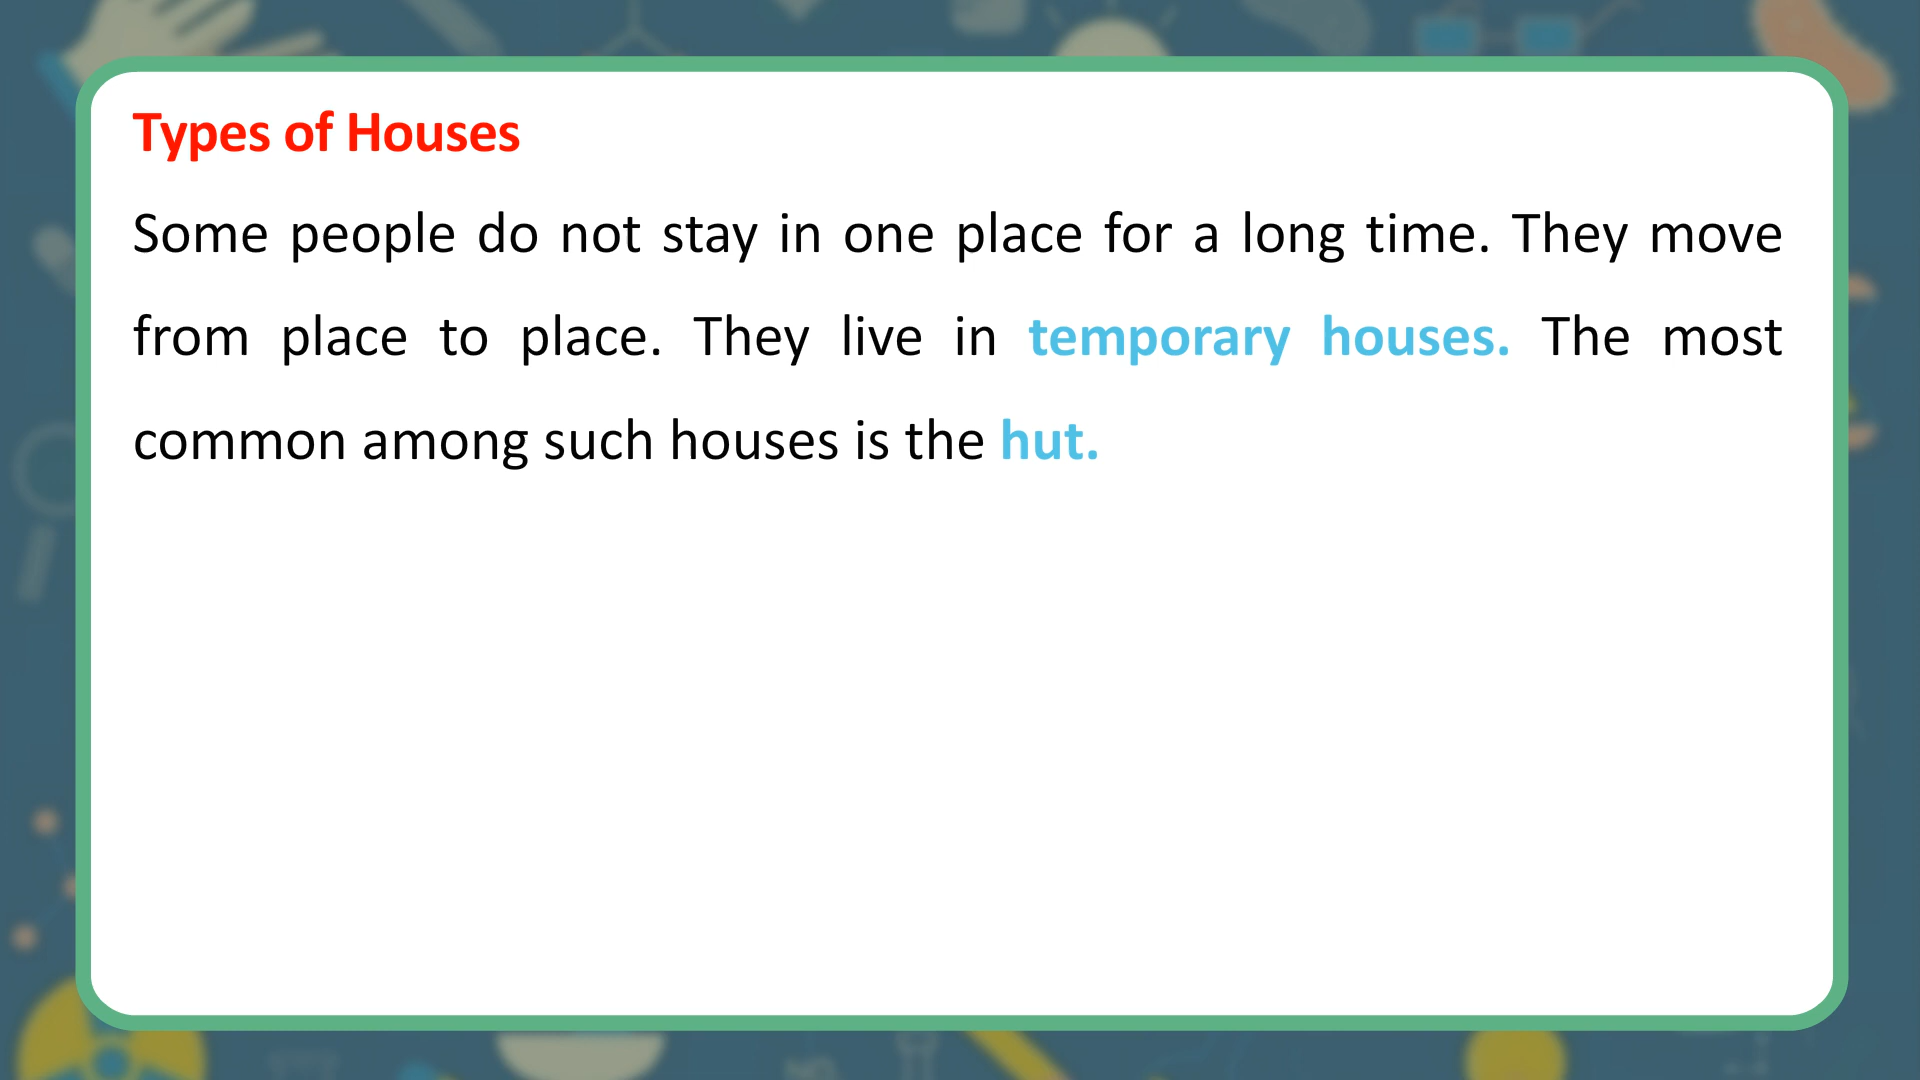 Types of Houses
Some people do not stay in one place for a long time. They move
from place to place. They live in temporary houses. The most
common among such houses is the hut.